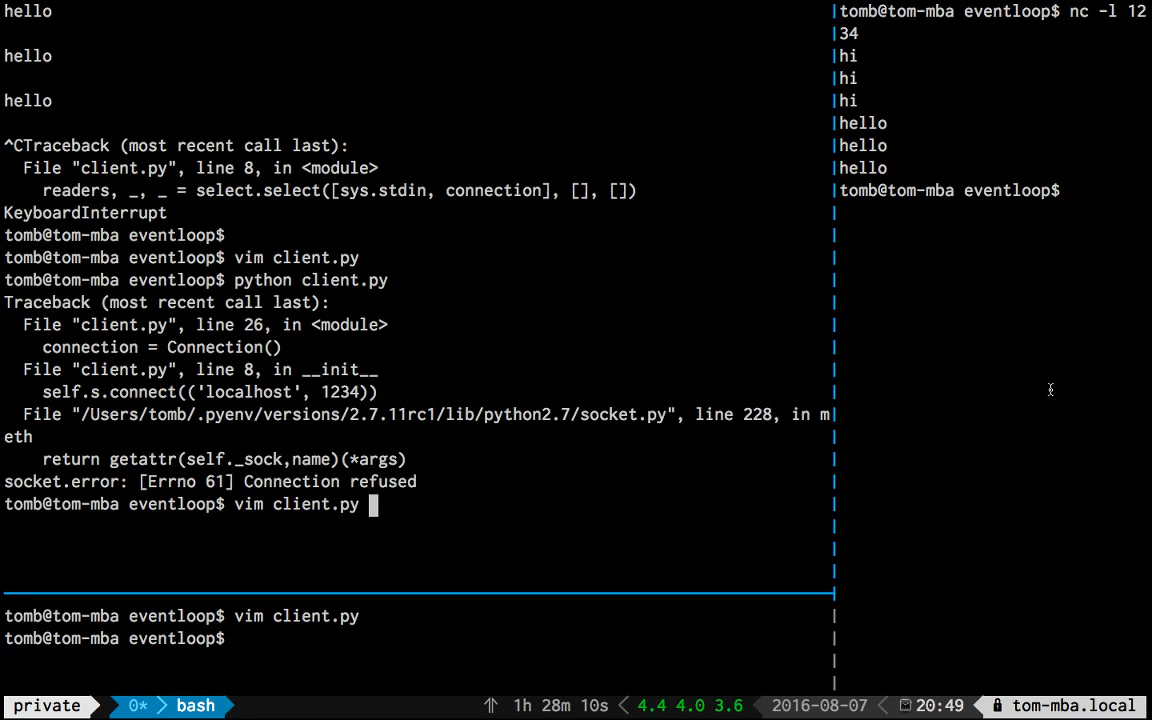 hello
hello
hello
^CTraceback (most recent call last):
  File "client.py", line 8, in <module>
    readers, _, _ = select.select([sys.stdin, connection], [], [])
KeyboardInterrupt
tomb@tom-mba eventloop$
tomb@tom-mba eventloop$ vim client.py
tomb@tom-mba eventloop$ python client.py
Traceback (most recent call last):
  File "client.py", line 26, in <module>
    connection = Connection()
  File "client.py", line 8, in __init__
    self.s.connect(('localhost', 1234))
  File "/Users/tomb/.pyenv/versions/2.7.11rc1/lib/python2.7/socket.py", line 228, in m
eth
    return getattr(self._sock,name)(*args)
socket.error: [Errno 61] Connection refused
tomb@tom-mba eventloop$ vim client.py
tomb@tom-mba eventloop$ nc -l 12
34
hi
hi
hi
hello
hello
hello
tomb@tom-mba eventloop$
tomb@tom-mba eventloop$ vim client.py
tomb@tom-mba eventloop$
private 0* bash 1h 28m 10s 4.4 4.0 3.6 2016-08-07 20:49 tom-mba.local